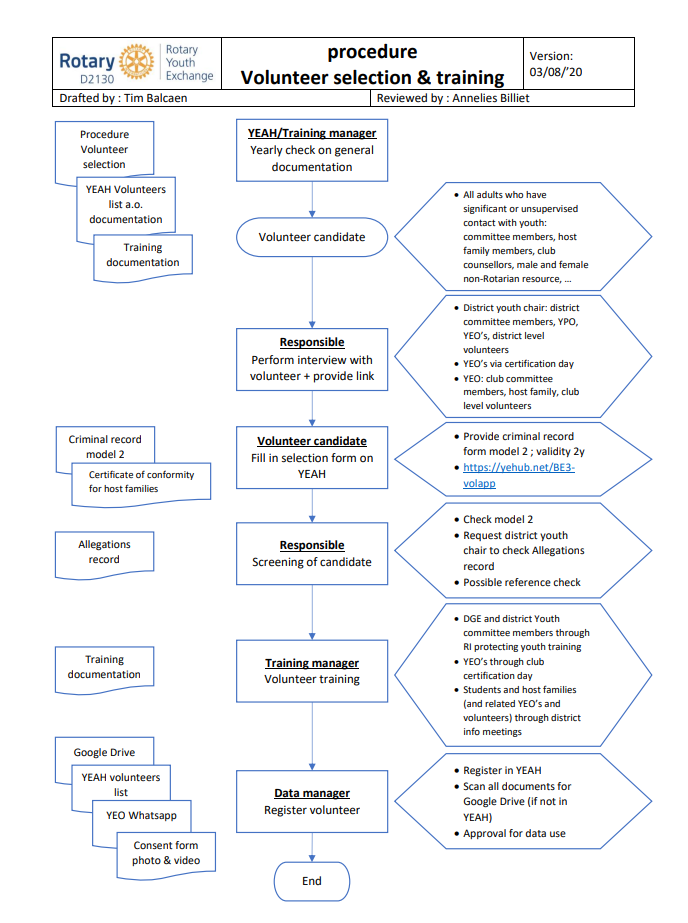 Rotary
D2130
Rotary
Youth
Exchange
procedure
Volunteer selection & training
Version:
03/08/'20
Drafted by : Tim Balcaen
Reviewed by : Annelies Billiet
Procedure
Volunteer
selection
YEAH Volunteers
list a.o.
documentation
Training
documentation
YEAH/Training manager
Yearly check on general
documentation
Volunteer candidate
• All adults who have
significant or unsupervised
contact with youth:
committee members, host
family members, club
counsellors, male and female
non-Rotarian resource, …
Responsible
Perform interview with
volunteer + provide link
• District youth chair: district
committee members, YPO,
YEO's, district level
volunteers
• YEO's via certification day
• YEO: club committee
members, host family, club
level volunteers
Criminal record
model 2
Certificate of conformity
for host families
Volunteer candidate
Fill in selection form on
YEAH
• Provide criminal record
form model 2 ; validity 2y
• https://yehub.net/BE3-
volapp
Allegations
record
Responsible
Screening of candidate
• Check model 2
• Request district youth
chair to check Allegations
record
• Possible reference check
Training
documentation
Training manager
Volunteer training
• DGE and district Youth
committee members through
RI protecting youth training
• YEO's through club
certification day
• Students and host families
(and related YEO's and
volunteers) through district
info meetings
Google Drive
YEAH volunteers
list
YEO Whatsapp
Consent form
photo & video
Data manager
Register volunteer
• Register in YEAH
• Scan all documents for
Google Drive (if not in
YEAH)
• Approval for data use
End